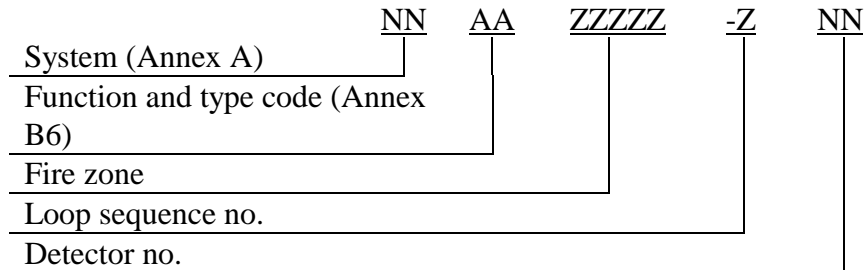 NN AA ZZZZZ -Z NN
System (Annex A)
Function and type code (Annex
B6)
Fire zone
Loop sequence no.
Detector no.